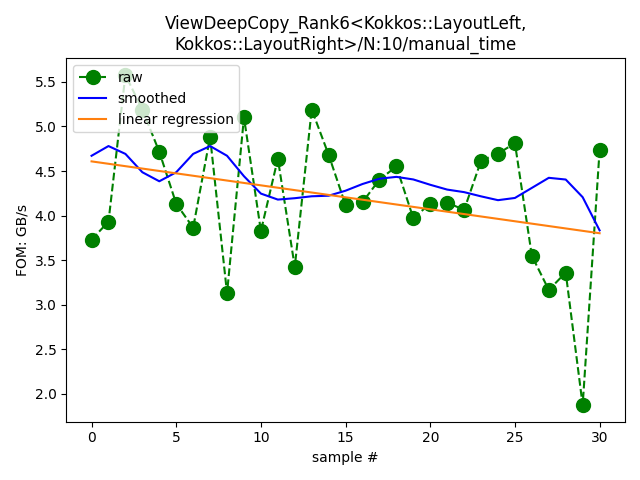 ViewDeepCopy_Rank6<Kokkos::LayoutLeft,
Kokkos::LayoutRight>/N:10/manual_time
raw
smoothed
linear regression
FOM: GB/s
5.5
5.0
4.5
4.0
3.5
3.0
2.5
2.0
0
5
10
15
20
25
30
sample #